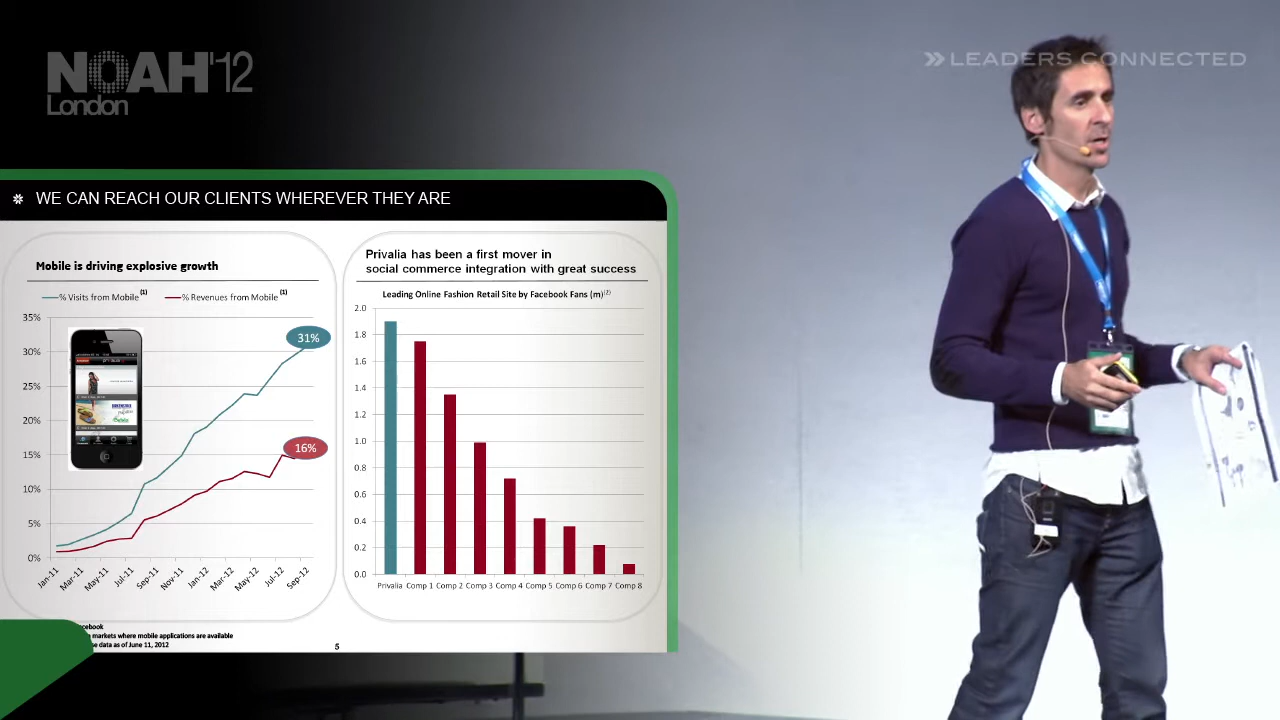 NOAH'12
London
LEADERS CONNECTED
WE CAN REACH OUR CLIENTS WHEREVER THEY ARE
Mobile is driving explosive growth
% Visits from Mobile (1)
% Revenues from Mobile (1)
35%
30%
25%
20%
15%
10%
5%
0%
31%
16%
Jan-11
Mar-11
May-11
Jul-11
Sep-11
Nov-11
Jan-12
Mar-12
May-12
Jul-12
Sep-12
Privalia has been a first mover in
social commerce integration with great success
Leading Online Fashion Retail Site by Facebook Fans (m)(2)
2.0
1.8
1.6
1.4
1.2
1.0
0.8
0.6
0.4
0.2
0.0
Privalia Comp 1 Comp 2 Comp 3 Comp 4 Comp 5 Comp 6 Comp 7 Comp 8
markets where mobile applications are available
data as of June 11, 2012
5